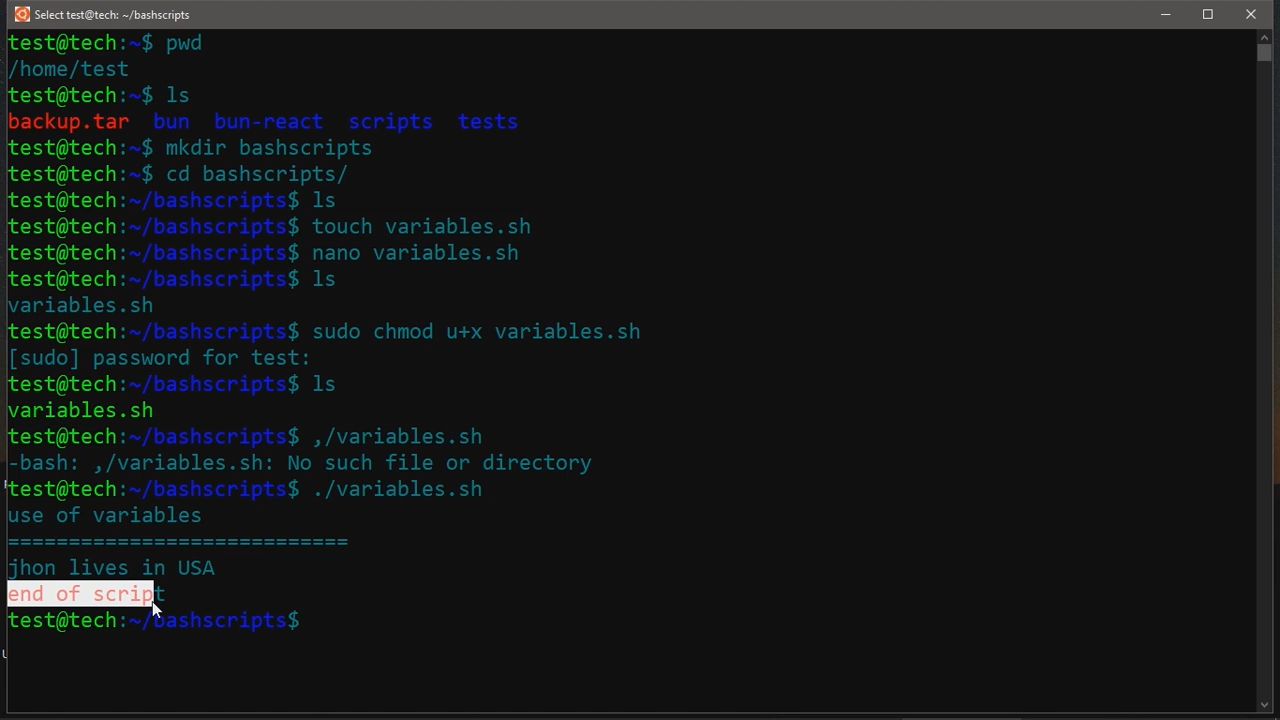 Select test@tech: ~/bashscripts
test@tech:~$ pwd
/home/test
test@tech:~$ ls
backup.tar  bun  bun-react  scripts  tests
test@tech:~$ mkdir bashscripts
test@tech:~$ cd bashscripts/
test@tech:~/bashscripts$ ls
test@tech:~/bashscripts$ touch variables.sh
test@tech:~/bashscripts$ nano variables.sh
test@tech:~/bashscripts$ ls
variables.sh
test@tech:~/bashscripts$ sudo chmod u+x variables.sh
[sudo] password for test:
test@tech:~/bashscripts$ ls
variables.sh
test@tech:~/bashscripts$ ,/variables.sh
-bash: ,/variables.sh: No such file or directory
test@tech:~/bashscripts$ ./variables.sh
use of variables
============================
jhon lives in USA
end of script
test@tech:~/bashscripts$